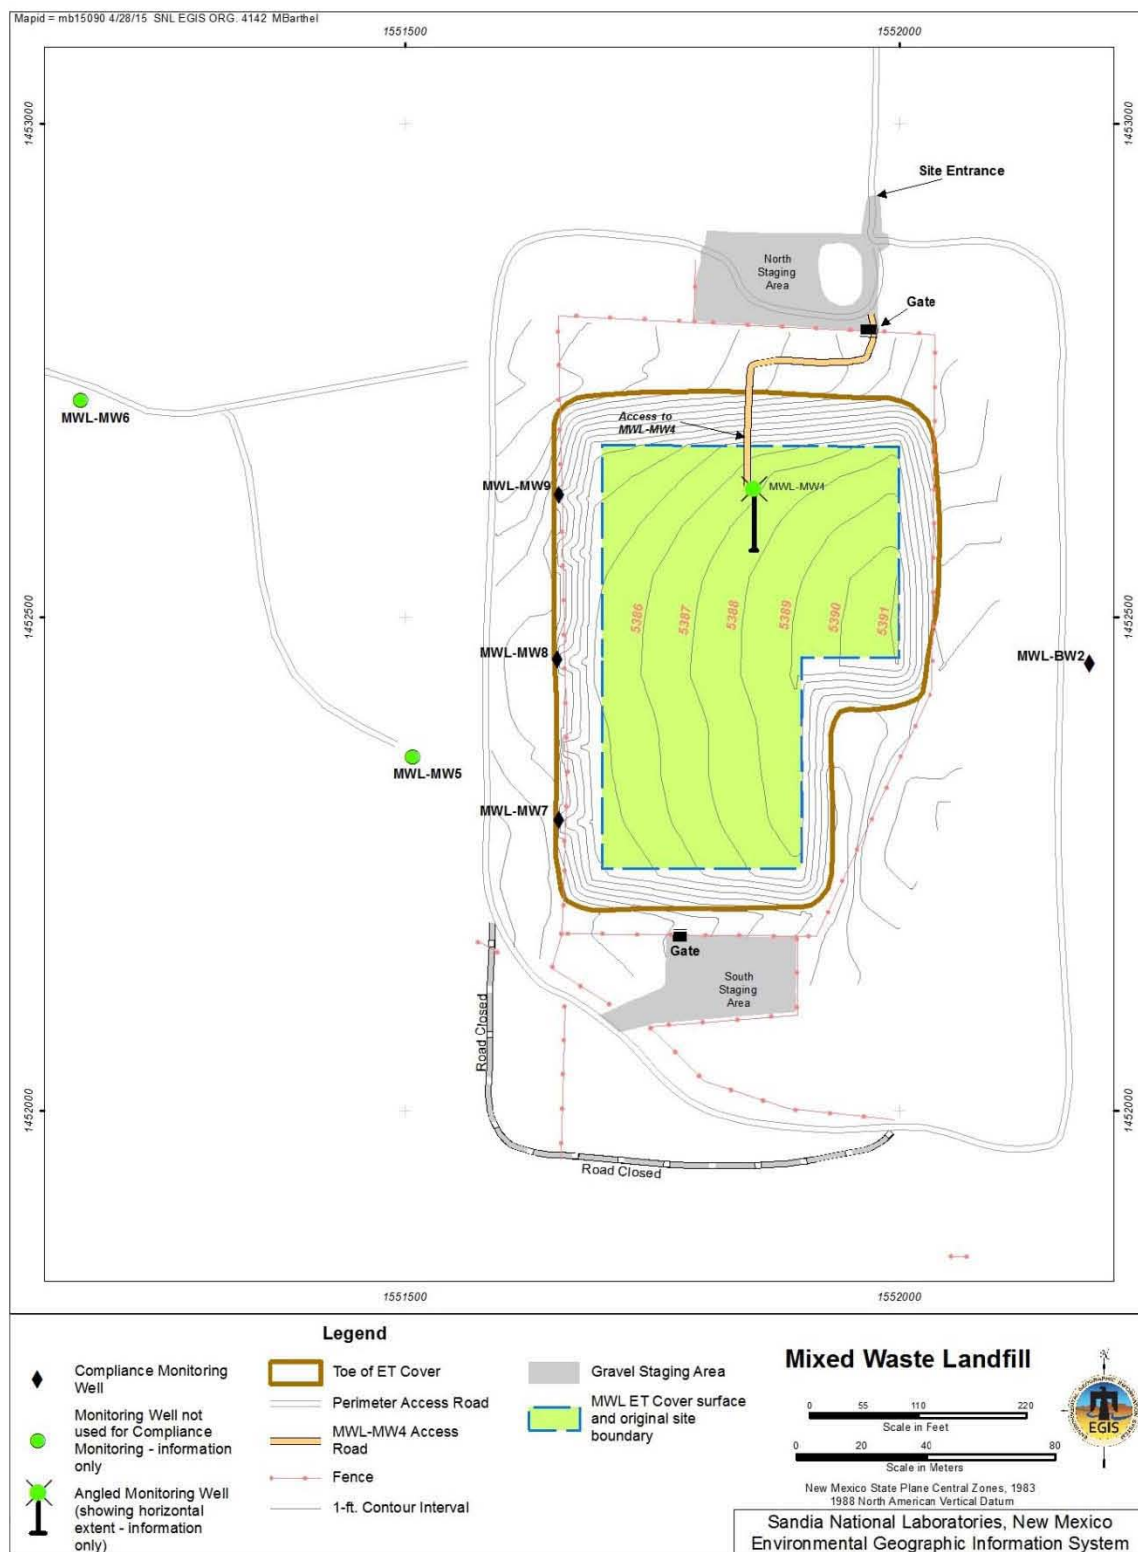 Mapid = mb15090 4/28/15 SNL EGIS ORG. 4142 MBarthel
1551500
1552000
1453000
1453000
Site Entrance
North
Staging
Area
Gate
MWL-MW6
Access to
MWL-MW4
MWL-MW9
MWL-MW4
1452500
1452500
5386
5387
5388
5389
5390
5391
MWL-MW8
MWL-BW2
MWL-MW5
MWL-MW7
Gate
South
Staging
Area
Road Closed
1452000
1452000
Road Closed
1551500
1552000
Legend
Compliance Monitoring
Well
Monitoring Well not
used for Compliance
Monitoring - information
only
Angled Monitoring Well
(showing horizontal
extent - information
only)
Toe of ET Cover
Perimeter Access Road
MWL-MW4 Access
Road
Fence
1-ft. Contour Interval
Gravel Staging Area
MWL ET Cover surface
and original site
boundary
Mixed Waste Landfill
0 55 110 220
Scale in Feet
0 20 40 80
Scale in Meters
EGIS
New Mexico State Plane Central Zones, 1983
1988 North American Vertical Datum
Sandia National Laboratories, New Mexico
Environmental Geographic Information System